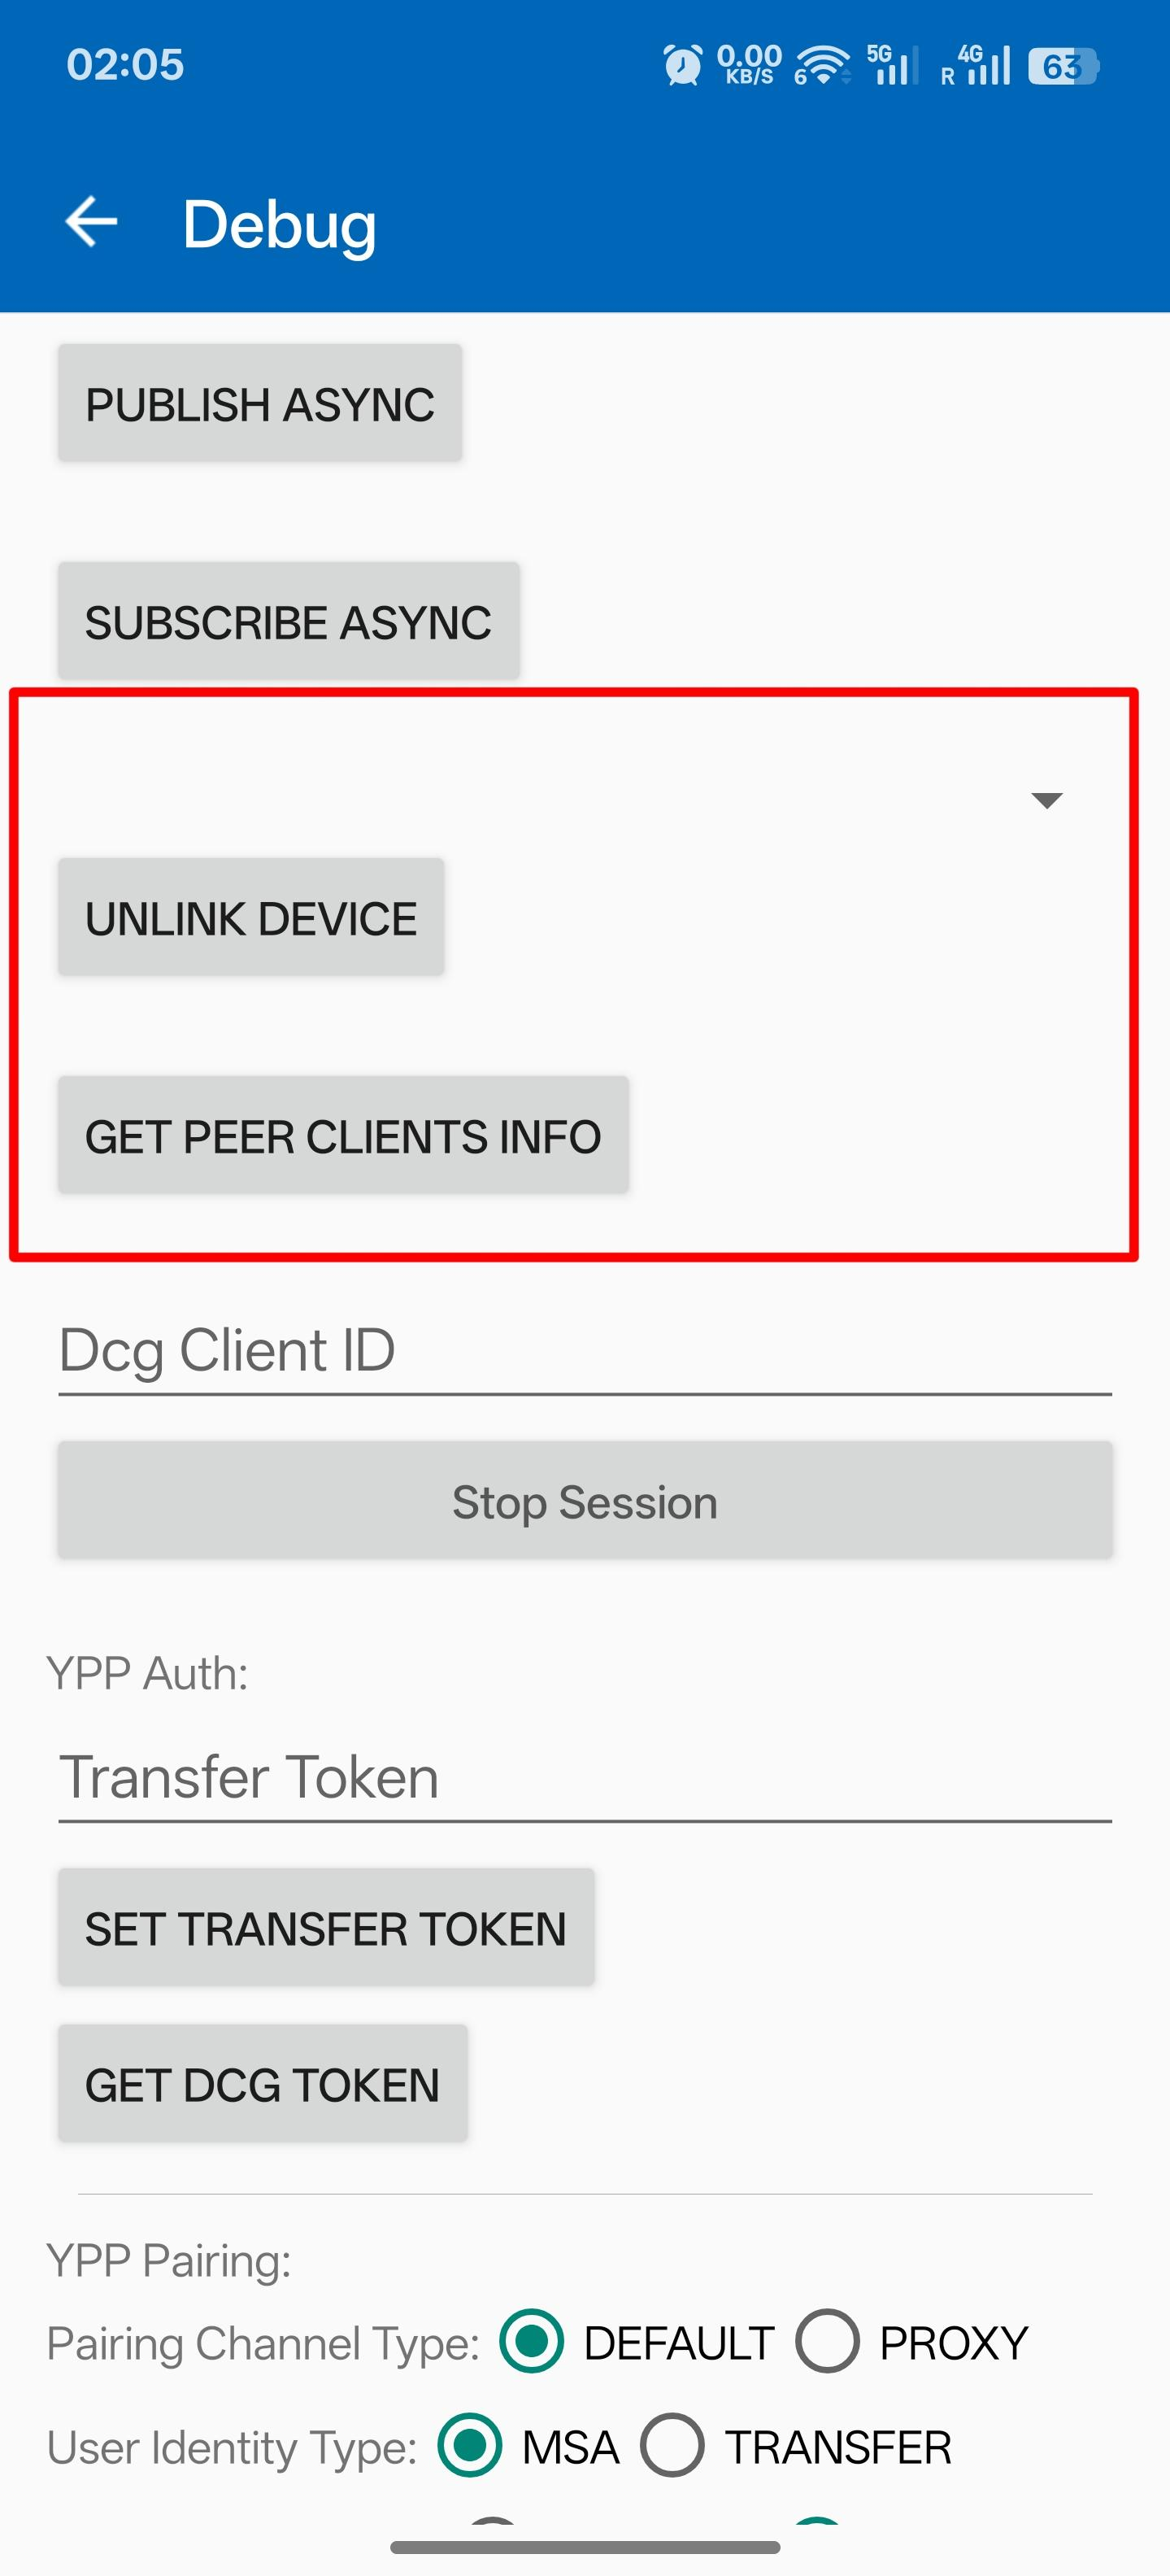 02:05 0.00 KB/S 6 5G R 4G 63
Debug
PUBLISH ASYNC
SUBSCRIBE ASYNC
UNLINK DEVICE
GET PEER CLIENTS INFO
Dcg Client ID
Stop Session
YPP Auth:
Transfer Token
SET TRANSFER TOKEN
GET DCG TOKEN
YPP Pairing:
Pairing Channel Type: DEFAULT PROXY
User Identity Type: MSA TRANSFER